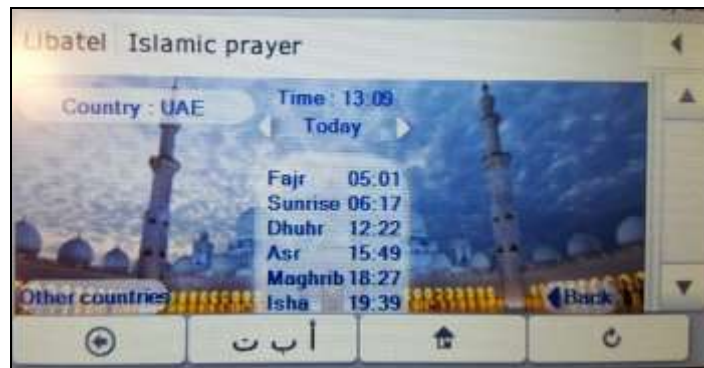 Libatel Islamic prayer
Country : UAE
Time : 13:09
Today
Fajr 05:01
Sunrise 06:17
Dhuhr 12:22
Asr 15:49
Maghrib 18:27
Isha 19:39
Other countries
Back
أ ب ت